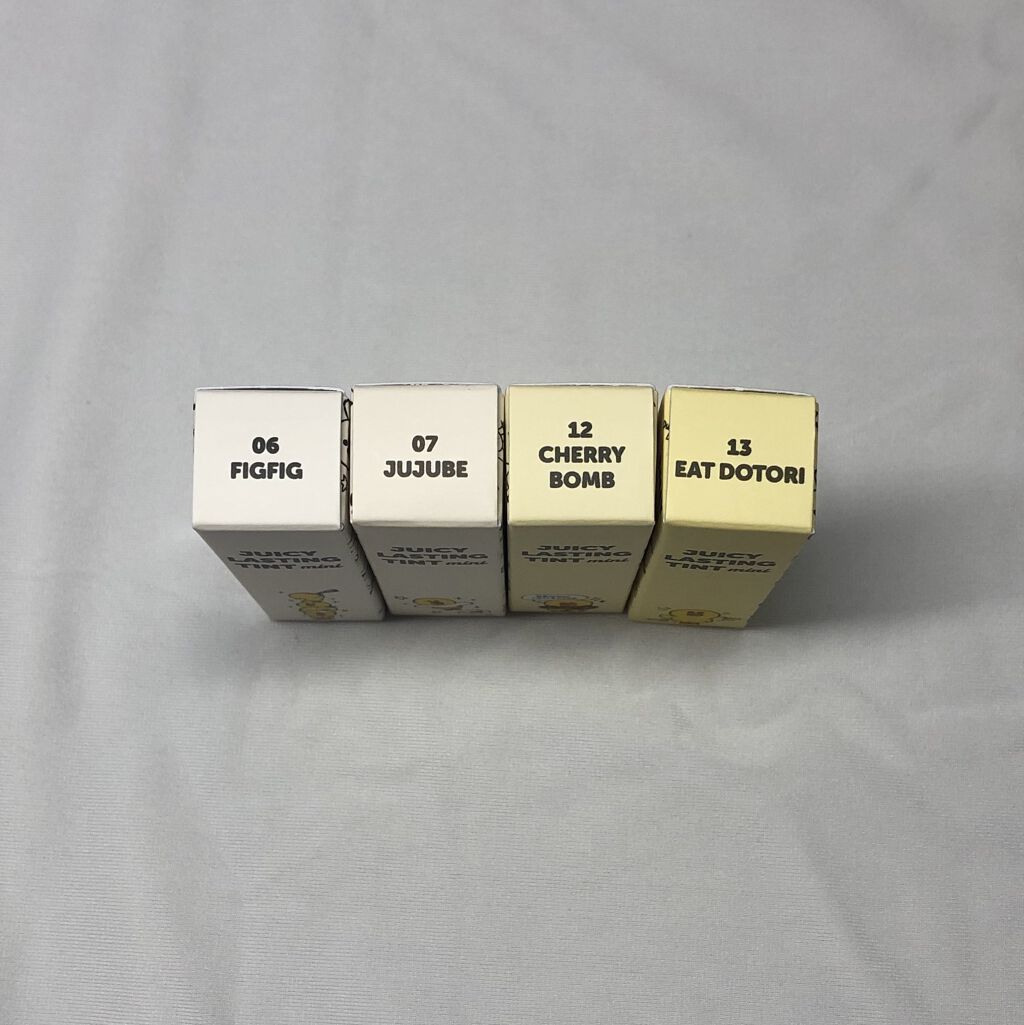 06
FIGFIG
07
JUJUBE
12
CHERRY
BOMB
13
EAT DOTORI
JUICY
LASTING
TINT mini
JUICY
LASTING
TINT mini
JUICY
LASTING
TINT mini
JUICY
LASTING
TINT mini